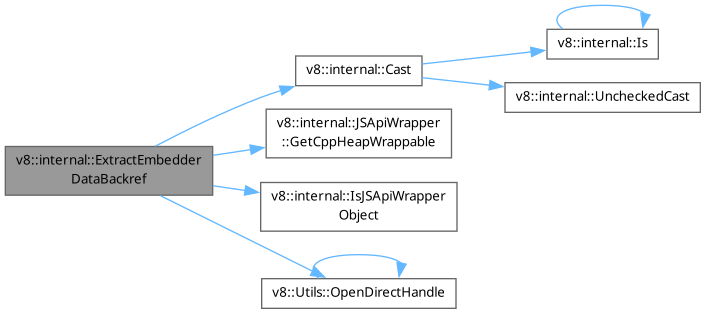 v8::internal::Is
v8::internal::Cast
v8::internal::UncheckedCast
v8::internal::JSApiWrapper
::GetCppHeapWrappable
v8::internal::ExtractEmbedder
DataBackref
v8::internal::IsJSApiWrapper
Object
v8::Utils::OpenDirectHandle